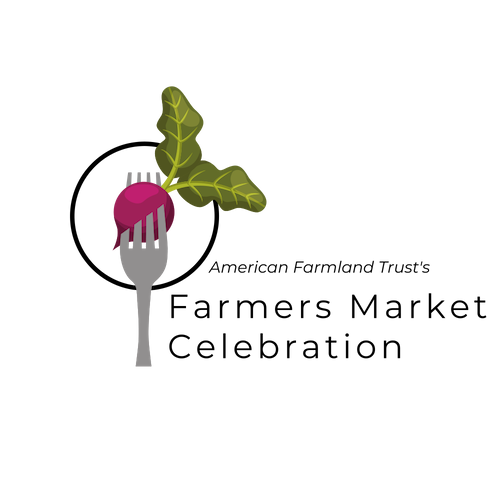 American Farmland Trust's
Farmers Market
Celebration